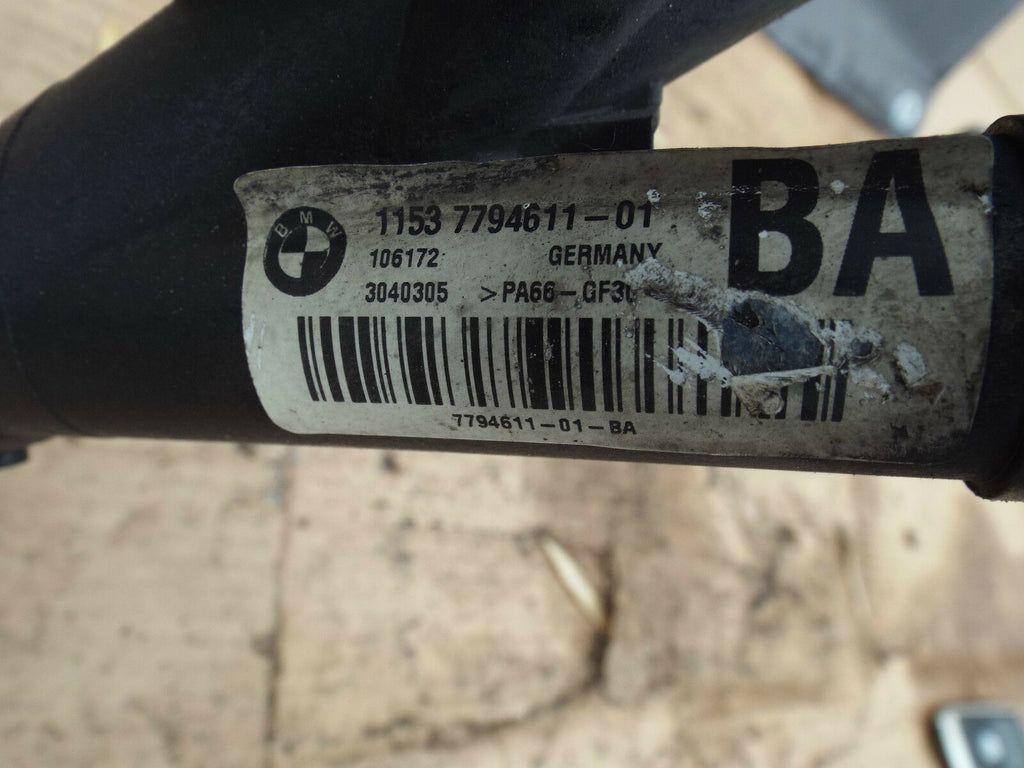 BMW
1153 7794611-01
BA
106172 GERMANY
3040305 >PA66-GF3
7794611-01-BA